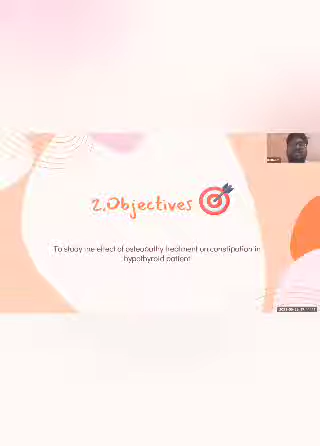 2.Objectives
To study the effect of osteopathy treatment on constipation in
hypothyroid patient